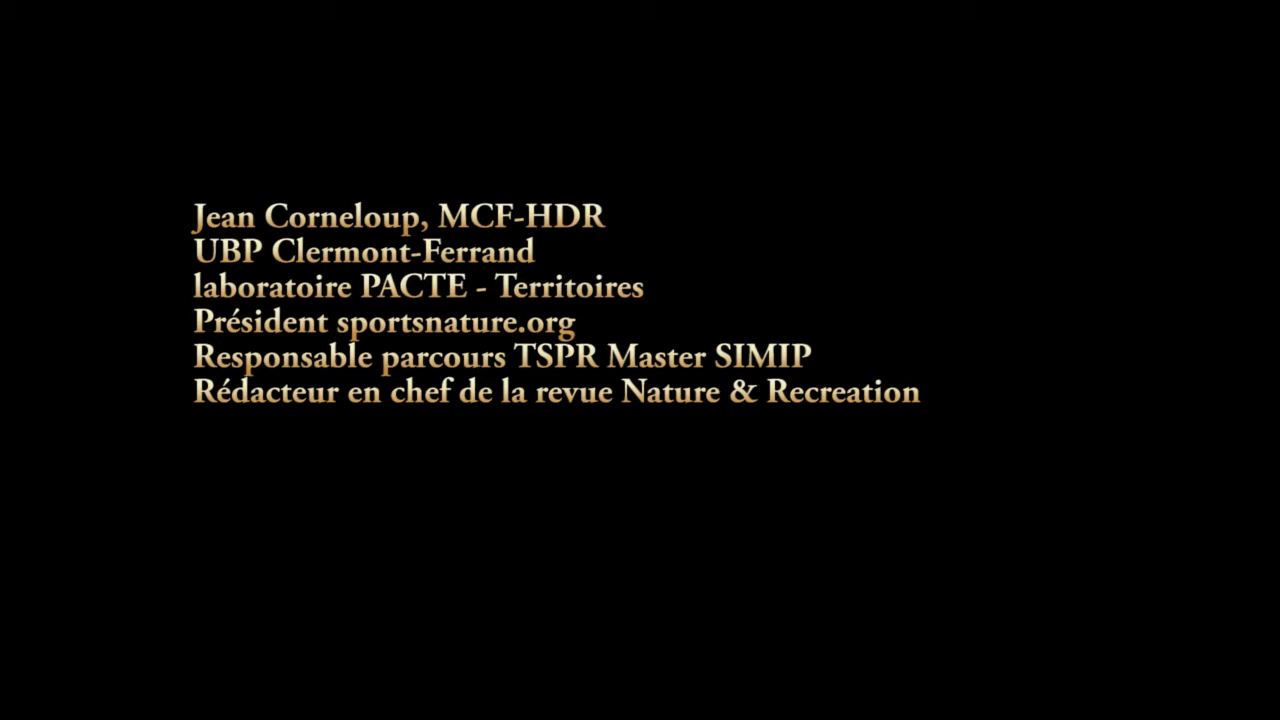 Jean Corneloup, MCF-HDR
UBP Clermont-Ferrand
laboratoire PACTE - Territoires
Président sportsnature.org
Responsable parcours TSPR Master SIMIP
Rédacteur en chef de la revue Nature & Recreation